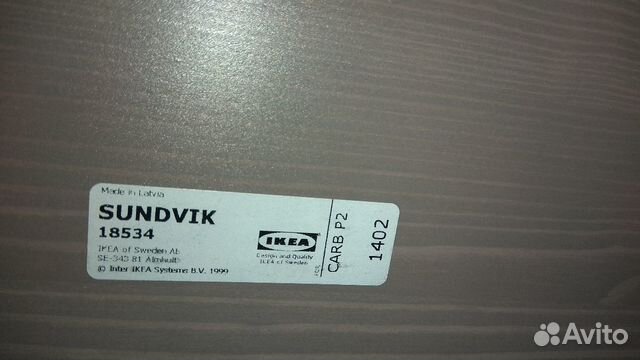 Made in Latvia
SUNDVIK
18534
IKEA of Sweden AB
SE-343 81 Älmhult
© Inter IKEA Systems B.V. 1999
IKEA
Design and Quality
IKEA of Sweden
CARB P2
1402
Avito